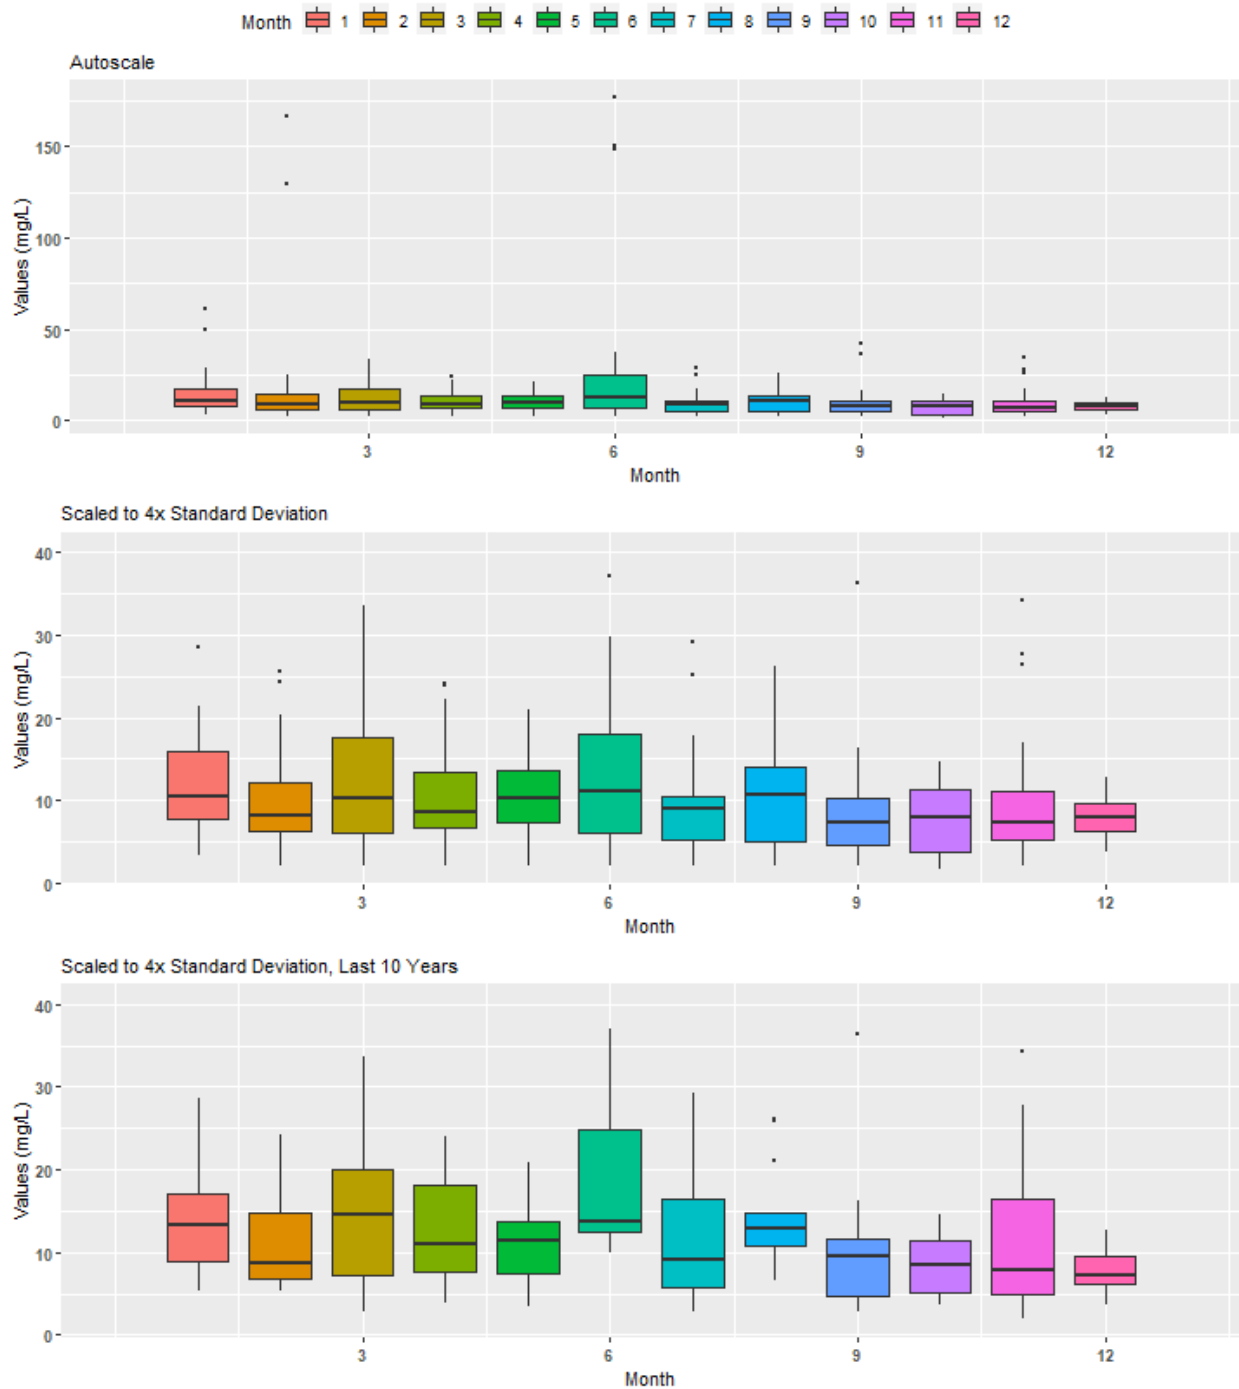 Month 1 2 3 4 5 6 7 8 9 10 11 12
Autoscale
Values (mg/L)
150
100
50
0
3 6 9 12
Month
Scaled to 4x Standard Deviation
Values (mg/L)
40
30
20
10
0
3 6 9 12
Month
Scaled to 4x Standard Deviation, Last 10 Years
Values (mg/L)
40
30
20
10
0
3 6 9 12
Month